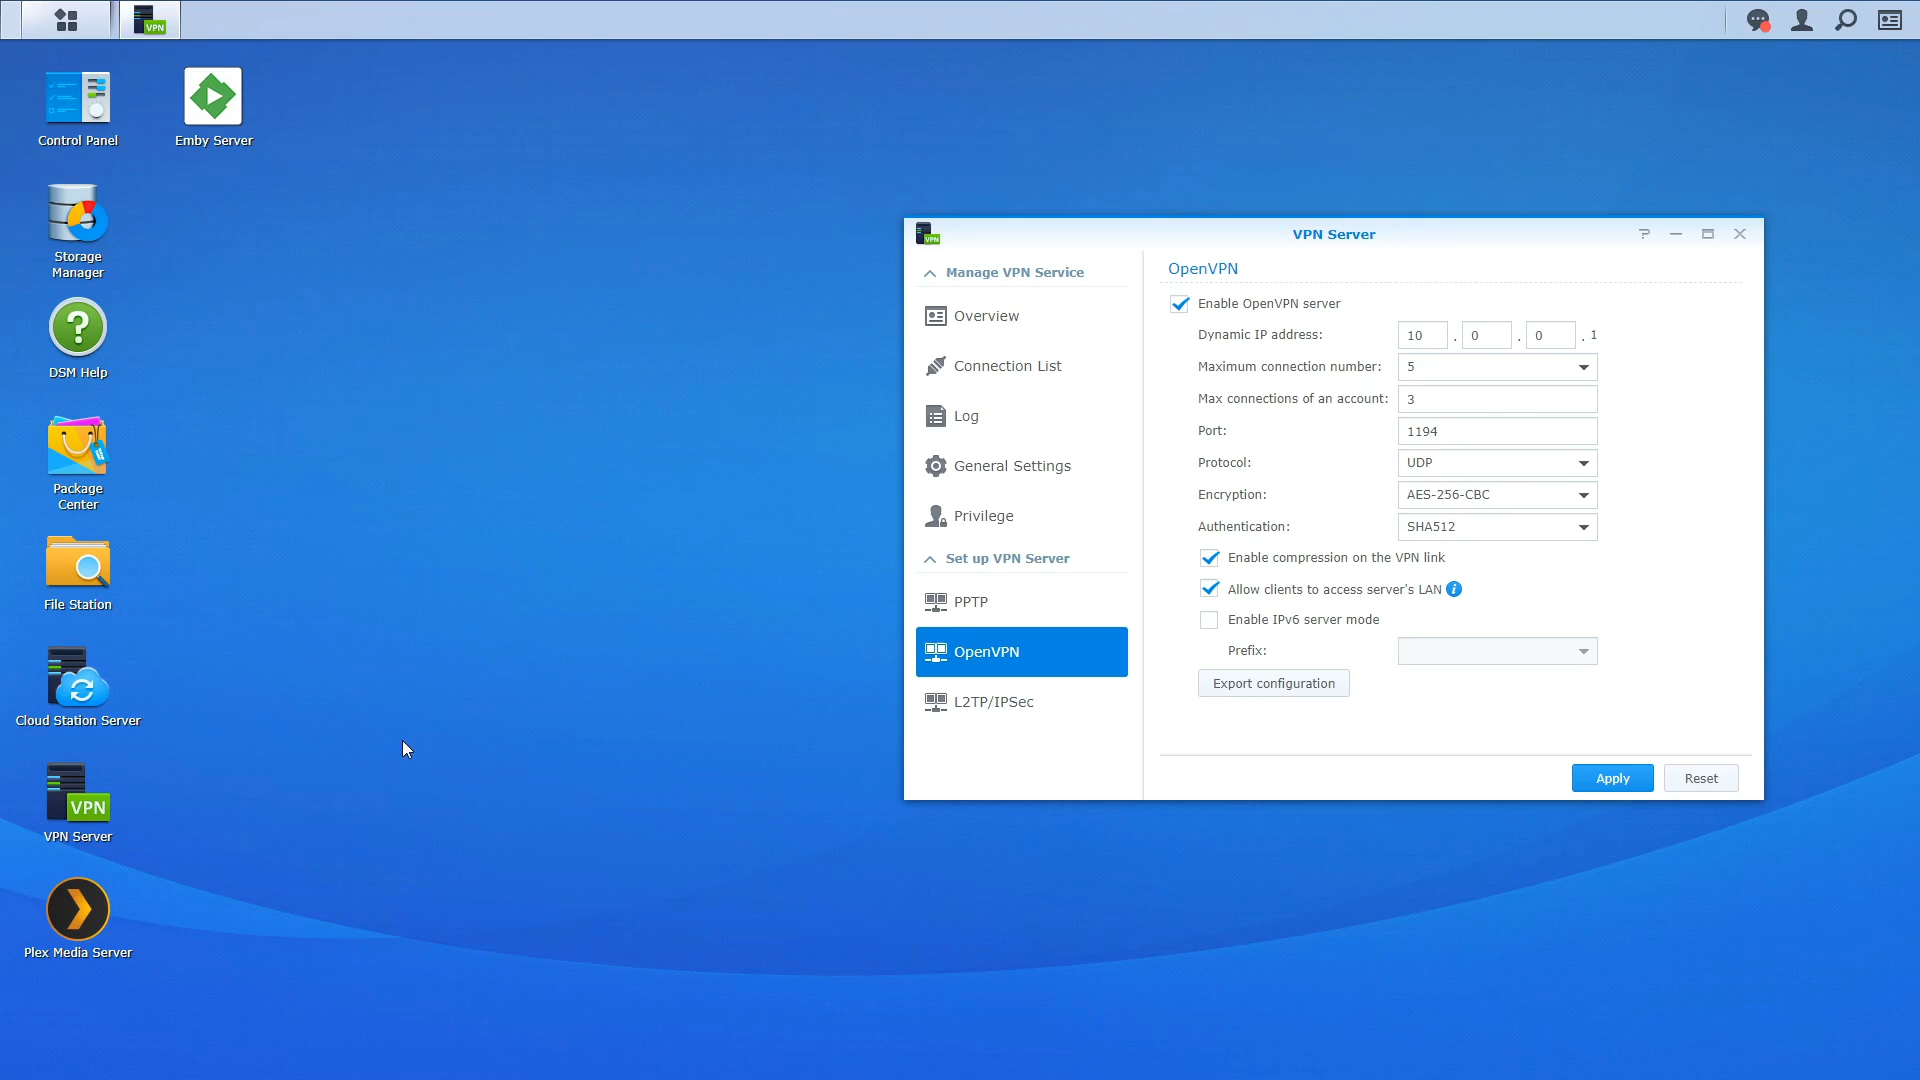 VPN
Control Panel
Emby Server
Storage
Manager
DSM Help
Package
Center
File Station
Cloud Station Server
VPN
VPN Server
Plex Media Server
VPN
VPN Server
Manage VPN Service
Overview
Connection List
Log
General Settings
Privilege
Set up VPN Server
PPTP
OpenVPN
L2TP/IPSec
OpenVPN
Enable OpenVPN server
Dynamic IP address: 10 . 0 . 0 . 1
Maximum connection number: 5
Max connections of an account: 3
Port: 1194
Protocol: UDP
Encryption: AES-256-CBC
Authentication: SHA512
Enable compression on the VPN link
Allow clients to access server's LAN
Enable IPv6 server mode
Prefix:
Export configuration
Apply Reset